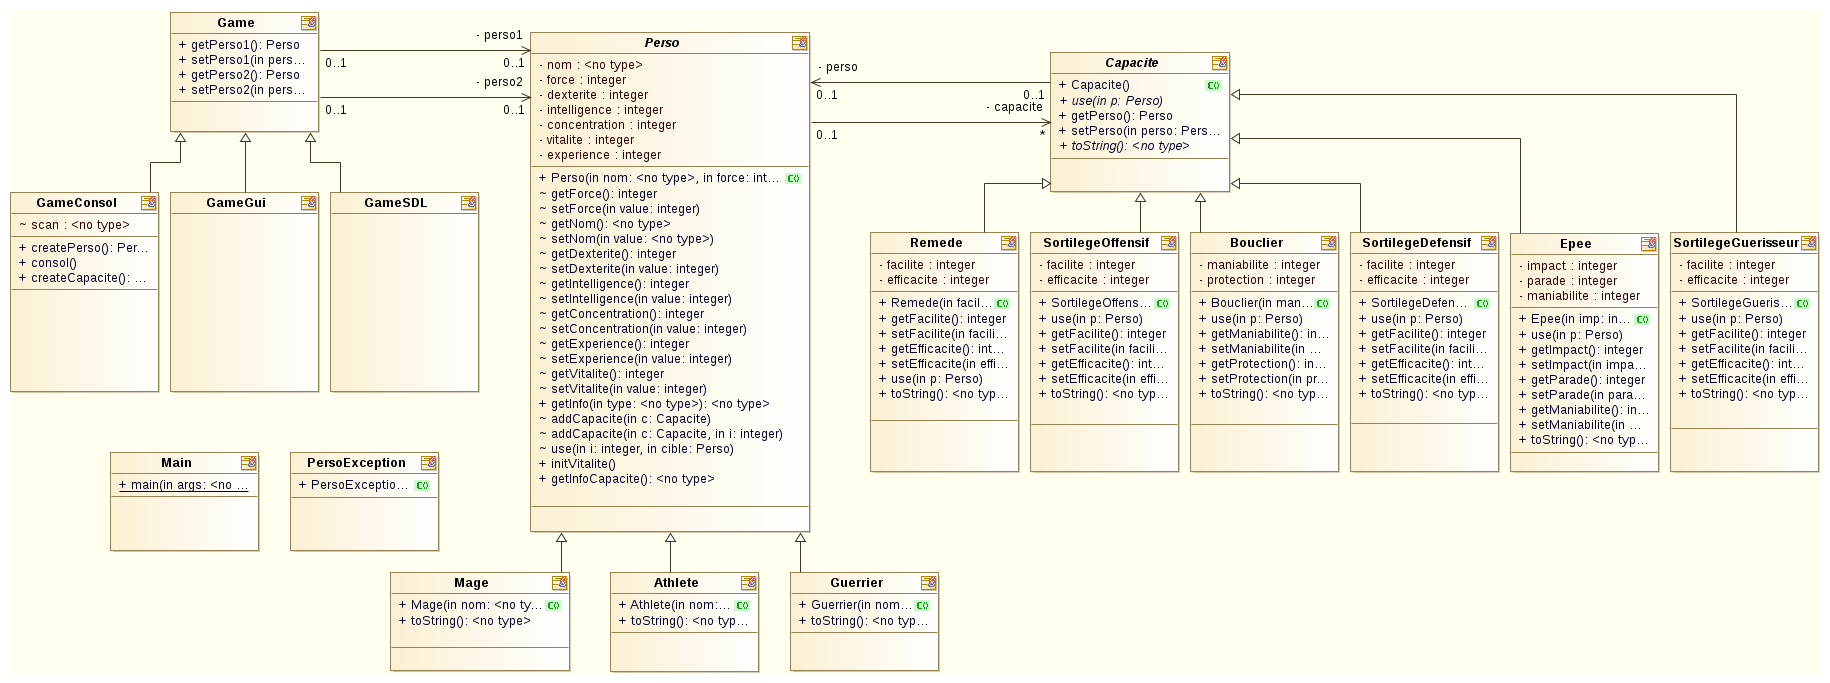 Game
+ getPerso1(): Perso
+ setPerso1(in pers...
+ getPerso2(): Perso
+ setPerso2(in pers...
- perso1
0..1
0..1
- perso2
0..1
0..1
Perso
- nom : <no type>
- force : integer
- dexterite : integer
- intelligence : integer
- concentration : integer
- vitalite : integer
- experience : integer
+ Perso(in nom: <no type>, in force: int...
~ getForce(): integer
~ setForce(in value: integer)
~ getNom(): <no type>
~ setNom(in value: <no type>)
~ getDexterite(): integer
~ setDexterite(in value: integer)
~ getIntelligence(): integer
~ setIntelligence(in value: integer)
~ getConcentration(): integer
~ setConcentration(in value: integer)
~ getExperience(): integer
~ setExperience(in value: integer)
~ getVitalite(): integer
~ setVitalite(in value: integer)
+ getInfo(in type: <no type>): <no type>
~ addCapacite(in c: Capacite)
~ addCapacite(in c: Capacite, in i: integer)
~ use(in i: integer, in cible: Perso)
+ initVitalite()
+ getInfoCapacite(): <no type>
- perso
0..1
0..1
- capacite
0..1
*
Capacite
+ Capacite()
+ use(in p: Perso)
+ getPerso(): Perso
+ setPerso(in perso: Pers...
+ toString(): <no type>
GameConsol
~ scan : <no type>
+ createPerso(): Per...
+ consol()
+ createCapacite(): ...
GameGui
GameSDL
Remede
- facilite : integer
- efficacite : integer
+ Remede(in facil...
+ getFacilite(): integer
+ setFacilite(in facili...
+ getEfficacite(): int...
+ setEfficacite(in effi...
+ use(in p: Perso)
+ toString(): <no typ...
SortilegeOffensif
- facilite : integer
- efficacite : integer
+ SortilegeOffens...
+ use(in p: Perso)
+ getFacilite(): integer
+ setFacilite(in facili...
+ getEfficacite(): int...
+ setEfficacite(in effi...
+ toString(): <no typ...
Bouclier
- maniabilite : integer
- protection : integer
+ Bouclier(in man...
+ use(in p: Perso)
+ getManiabilite(): in...
+ setManiabilite(in ...
+ getProtection(): in...
+ setProtection(in pr...
+ toString(): <no typ...
SortilegeDefensif
- facilite : integer
- efficacite : integer
+ SortilegeDefen...
+ use(in p: Perso)
+ getFacilite(): integer
+ setFacilite(in facili...
+ getEfficacite(): int...
+ setEfficacite(in effi...
+ toString(): <no typ...
Epee
- impact : integer
- parade : integer
- maniabilite : integer
+ Epee(in imp: in...
+ use(in p: Perso)
+ getImpact(): integer
+ setImpact(in impa...
+ getParade(): integer
+ setParade(in para...
+ getManiabilite(): in...
+ setManiabilite(in ...
+ toString(): <no typ...
SortilegeGuerisseur
- facilite : integer
- efficacite : integer
+ SortilegeGueris...
+ use(in p: Perso)
+ getFacilite(): integer
+ setFacilite(in facili...
+ getEfficacite(): int...
+ setEfficacite(in effi...
+ toString(): <no typ...
Main
+ main(in args: <no ...
PersoException
+ PersoExceptio...
Mage
+ Mage(in nom: <no ty...
+ toString(): <no type>
Athlete
+ Athlete(in nom:...
+ toString(): <no typ...
Guerrier
+ Guerrier(in nom...
+ toString(): <no typ...